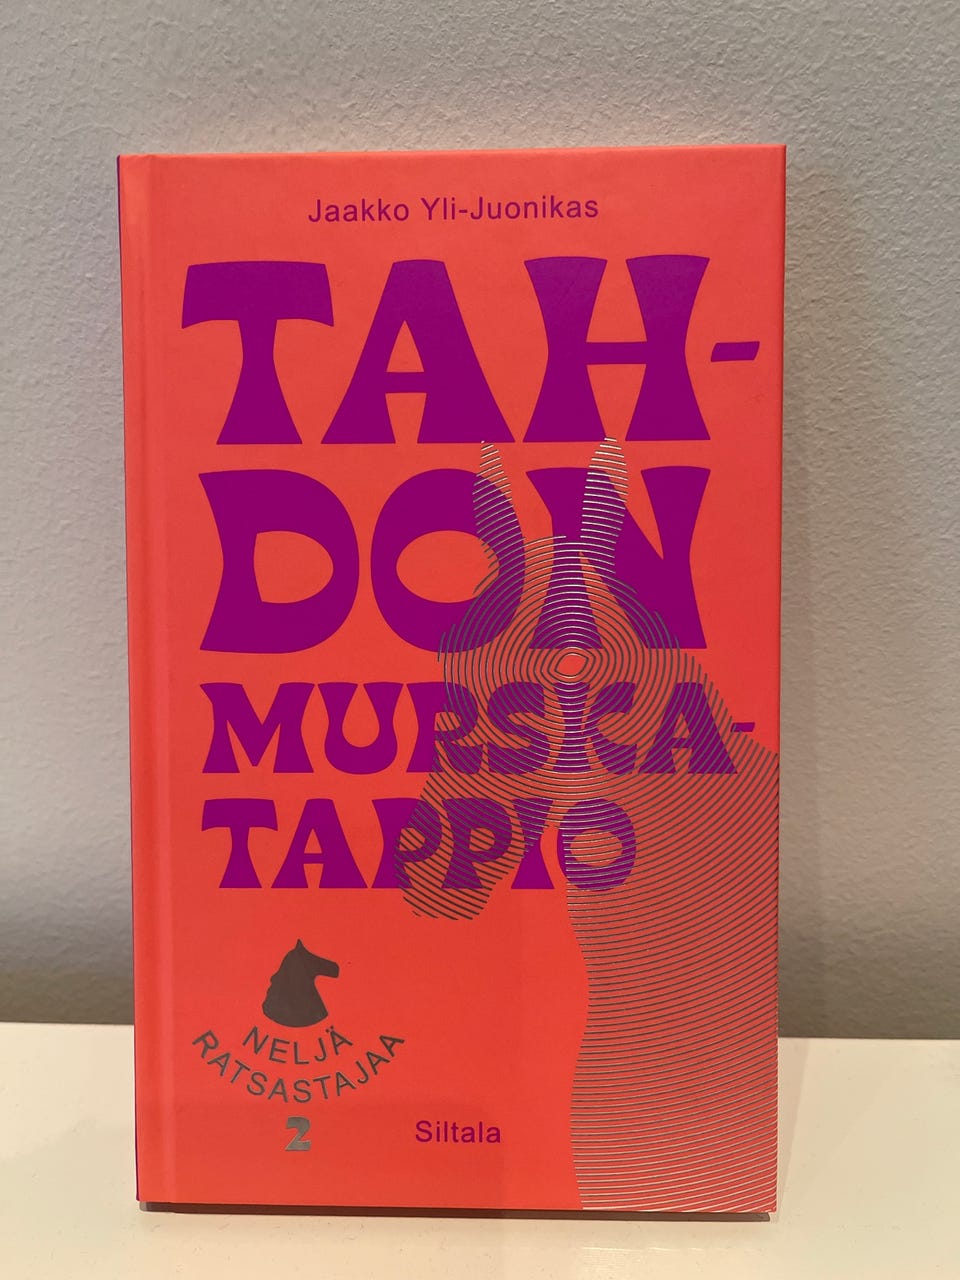 Jaakko Yli-Juonikas
TAH-
DON
MURSKA-
TAPPIO
NELJÄ
RATSASTAJAA
2
Siltala